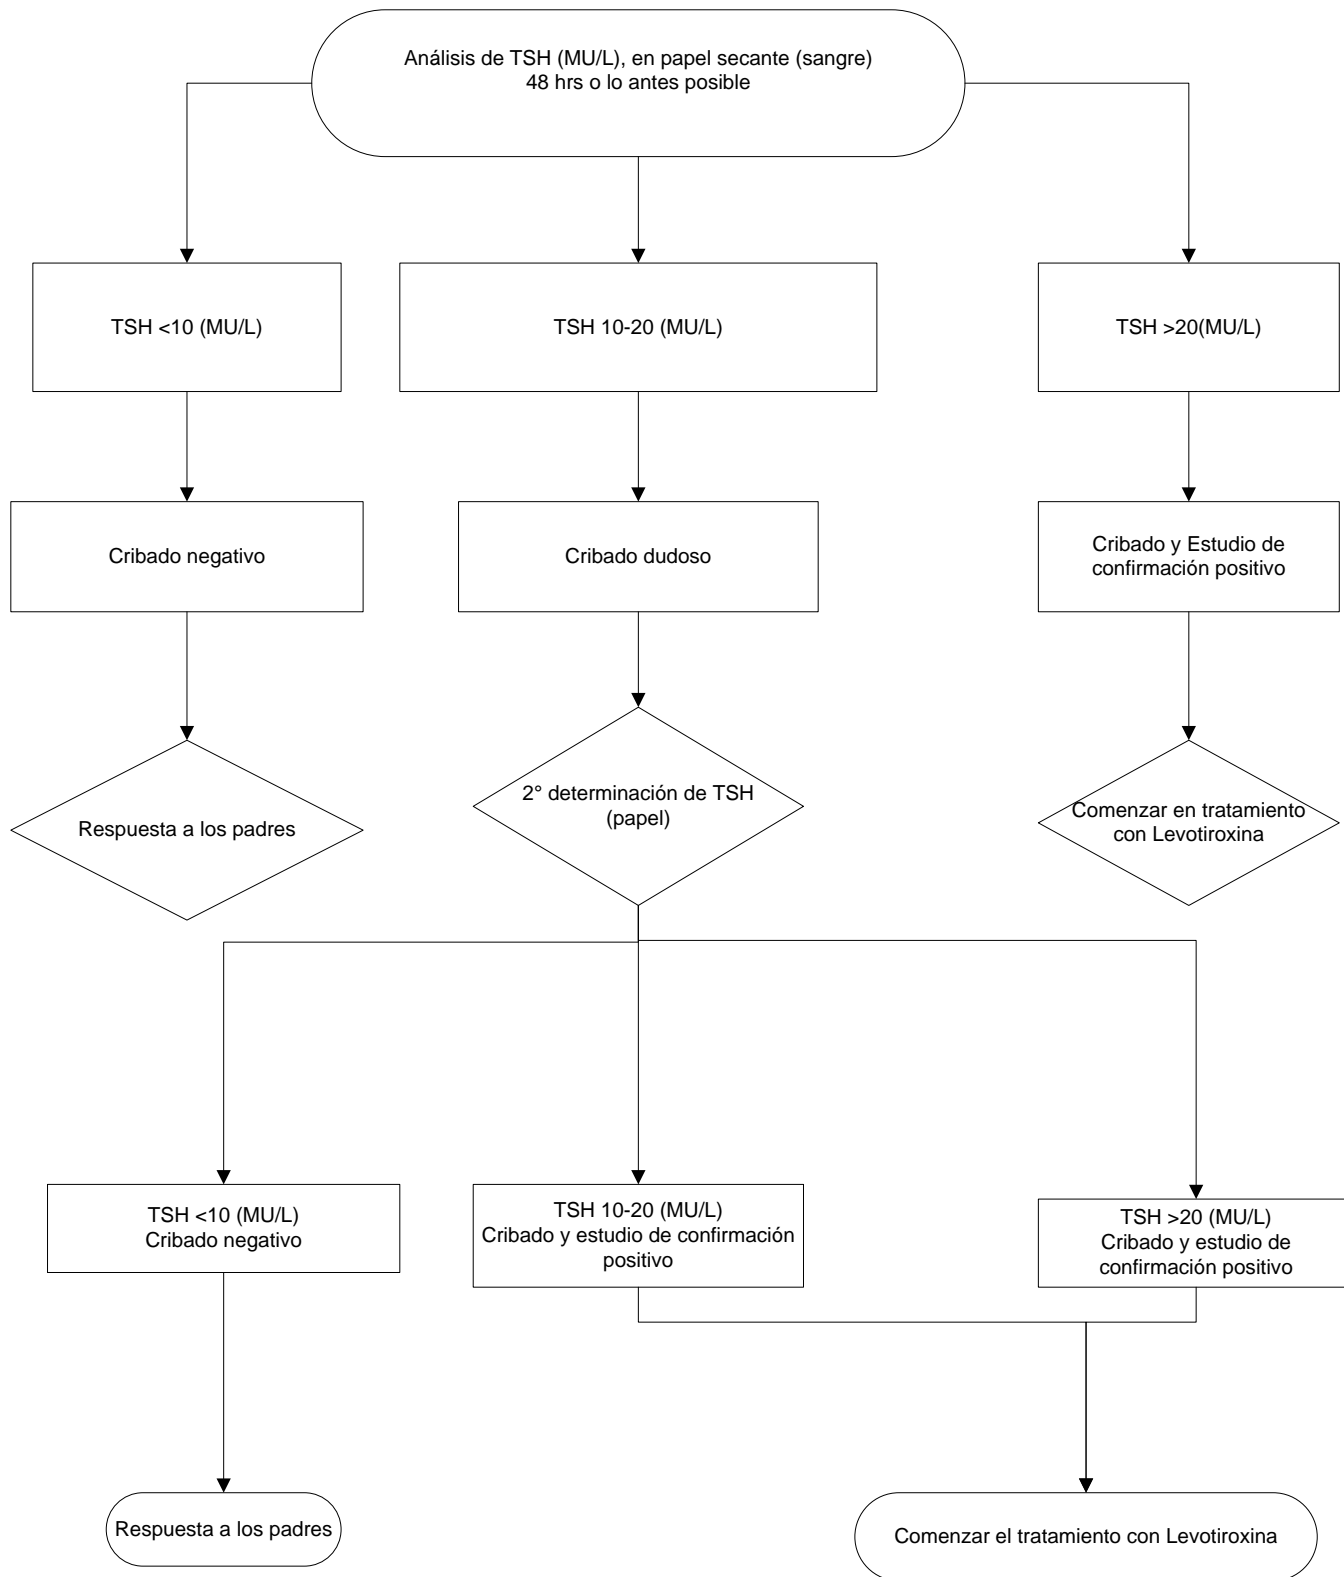 Análisis de TSH (MU/L), en papel secante (sangre)
48 hrs o lo antes posible
TSH <10 (MU/L)
TSH 10-20 (MU/L)
TSH >20(MU/L)
Cribado negativo
Cribado dudoso
Cribado y Estudio de
confirmación positivo
Respuesta a los padres
2° determinación de TSH
(papel)
Comenzar en tratamiento
con Levotiroxina
TSH <10 (MU/L)
Cribado negativo
TSH 10-20 (MU/L)
Cribado y estudio de confirmación
positivo
TSH >20 (MU/L)
Cribado y estudio de
confirmación positivo
Respuesta a los padres
Comenzar el tratamiento con Levotiroxina